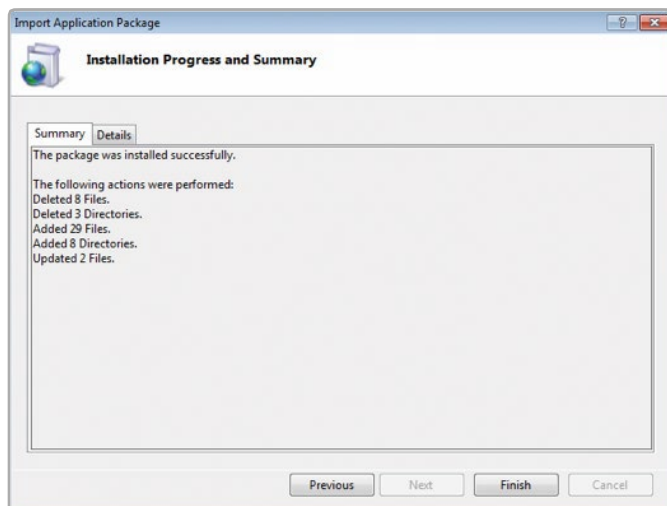 Import Application Package
?
Installation Progress and Summary
Summary Details
The package was installed successfully.
The following actions were performed:
Deleted 8 Files.
Deleted 3 Directories.
Added 29 Files.
Added 8 Directories.
Updated 2 Files.
Previous Next Finish Cancel